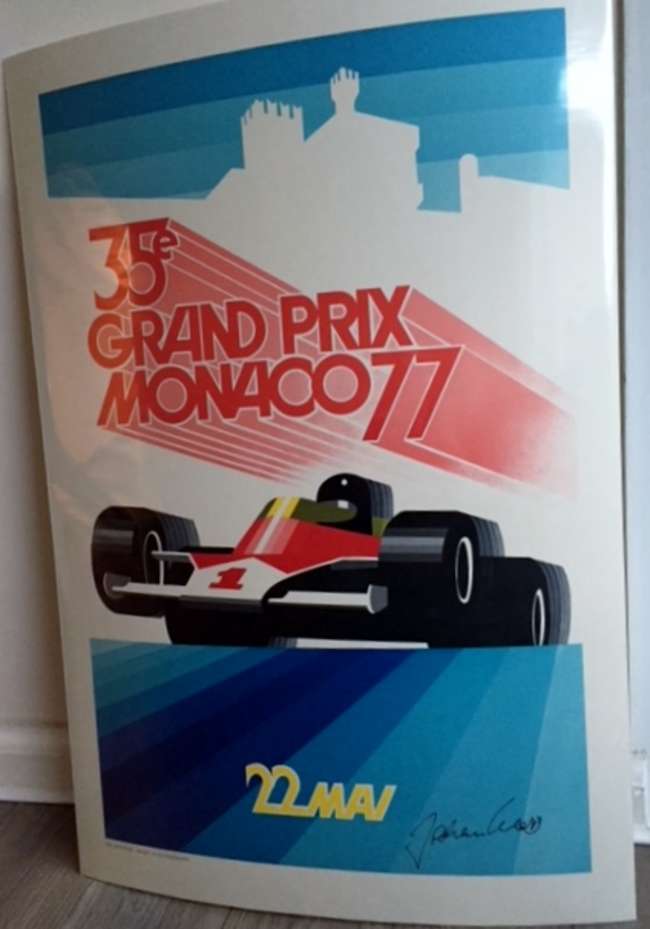 35e
GRAND PRIX
MONACO 77
1
22 MAI